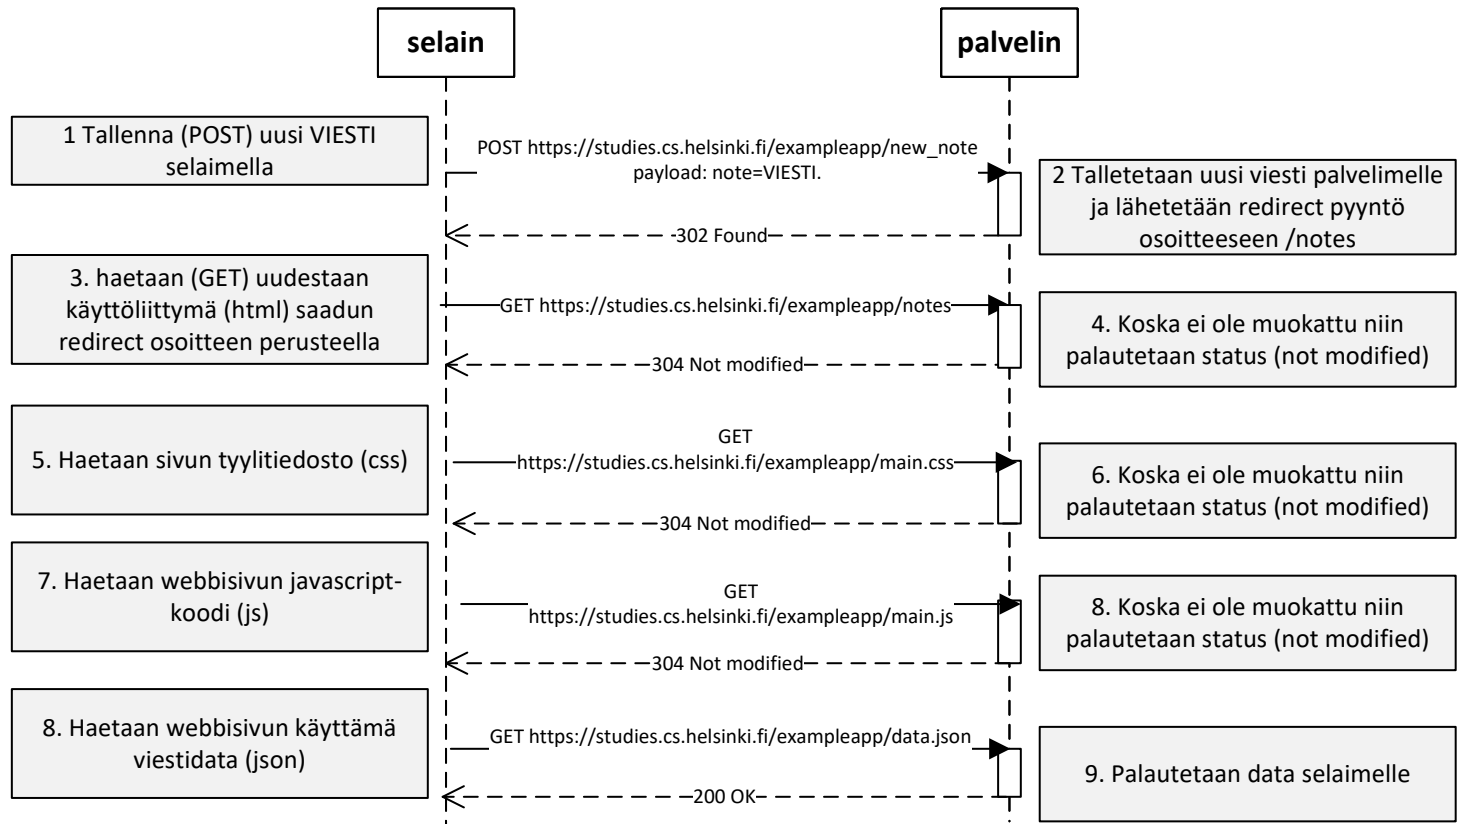 selain
palvelin
1 Tallenna (POST) uusi VIESTI
selaimella
POST https://studies.cs.helsinki.fi/exampleapp/new_note
payload: note=VIESTI.
2 Talletetaan uusi viesti palvelimelle
ja lähetetään redirect pyyntö
osoitteeseen /notes
302 Found
3. haetaan (GET) uudestaan
käyttöliittymä (html) saadun
redirect osoitteen perusteella
GET https://studies.cs.helsinki.fi/exampleapp/notes
4. Koska ei ole muokattu niin
palautetaan status (not modified)
304 Not modified
5. Haetaan sivun tyylitiedosto (css)
GET
https://studies.cs.helsinki.fi/exampleapp/main.css
6. Koska ei ole muokattu niin
palautetaan status (not modified)
304 Not modified
7. Haetaan webbisivun javascript-
koodi (js)
GET
https://studies.cs.helsinki.fi/exampleapp/main.js
8. Koska ei ole muokattu niin
palautetaan status (not modified)
304 Not modified
8. Haetaan webbisivun käyttämä
viestidata (json)
GET https://studies.cs.helsinki.fi/exampleapp/data.json
9. Palautetaan data selaimelle
200 OK